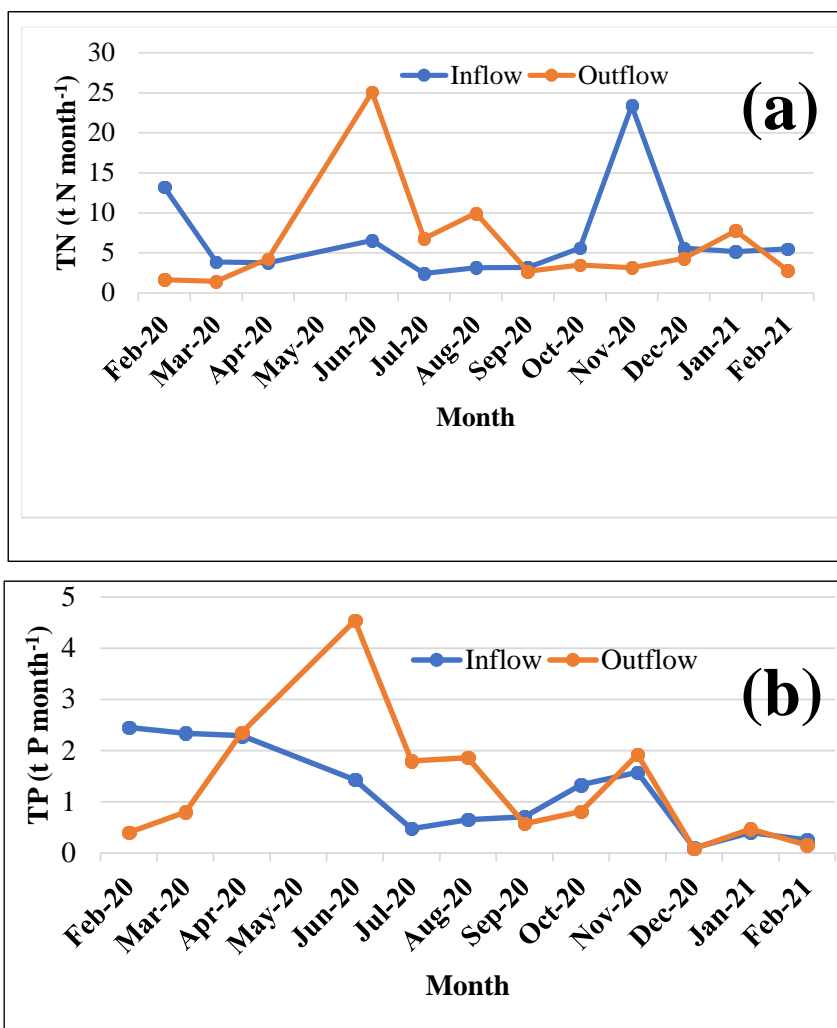 30
25
20
15
10
5
0
TN (t N month-1)
Inflow Outflow
(a)
Feb-20 Mar-20 Apr-20 May-20 Jun-20 Jul-20 Aug-20 Sep-20 Oct-20 Nov-20 Dec-20 Jan-21 Feb-21
Month
5
4
3
2
1
0
TP (t P month-1)
Inflow Outflow
(b)
Feb-20 Mar-20 Apr-20 May-20 Jun-20 Jul-20 Aug-20 Sep-20 Oct-20 Nov-20 Dec-20 Jan-21 Feb-21
Month